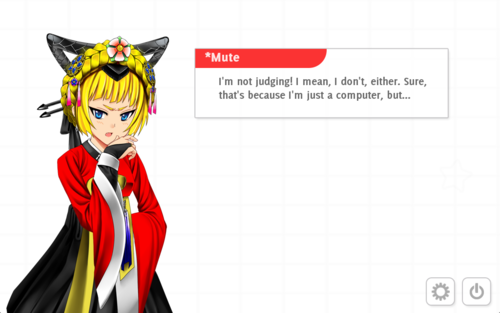 *Mute
I'm not judging! I mean, I don't, either. Sure,
that's because I'm just a computer, but...